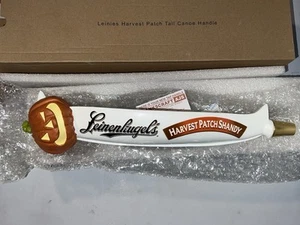 Leinies Harvest Patch Tall Canoe Handle
Leinenkugel's
HARVEST PATCH SHANDY